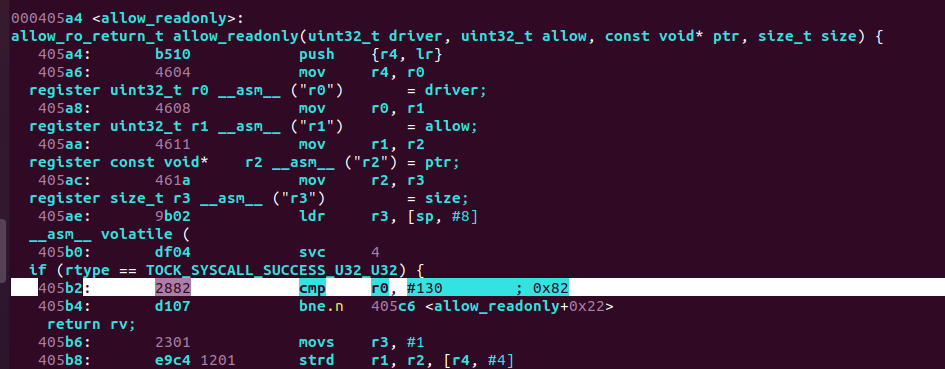 000405a4 <allow_readonly>:
allow_ro_return_t allow_readonly(uint32_t driver, uint32_t allow, const void* ptr, size_t size) {
405a4: b510 push {r4, lr}
405a6: 4604 mov r4, r0
register uint32_t r0 __asm__ ("r0") = driver;
405a8: 4608 mov r0, r1
register uint32_t r1 __asm__ ("r1") = allow;
405aa: 4611 mov r1, r2
register const void* r2 __asm__ ("r2") = ptr;
405ac: 461a mov r2, r3
register size_t r3 __asm__ ("r3") = size;
405ae: 9b02 ldr r3, [sp, #8]
__asm__ volatile (
405b0: df04 svc 4
if (rtype == TOCK_SYSCALL_SUCCESS_U32_U32) {
405b2: 2882 cmp r0, #130 ; 0x82
405b4: d107 bne.n 405c6 <allow_readonly+0x22>
return rv;
405b6: 2301 movs r3, #1
405b8: e9c4 1201 strd r1, r2, [r4, #4]